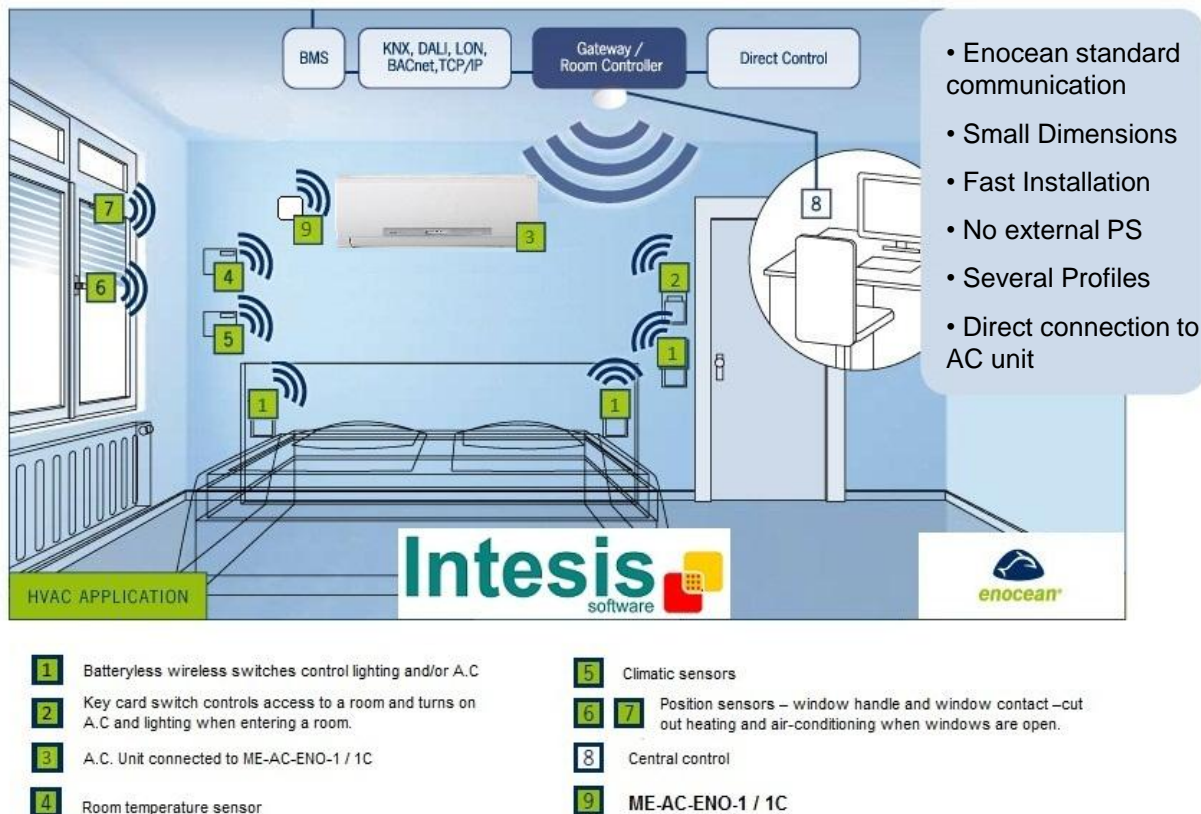 BMS
KNX, DALI, LON,
BACnet,TCP/IP
Gateway /
Room Controller
Direct Control
• Enocean standard
communication
• Small Dimensions
• Fast Installation
• No external PS
• Several Profiles
• Direct connection to
AC unit
7
9
3
8
4
2
6
5
1
1
1
HVAC APPLICATION
Intesis
software
enocean
1 Batteryless wireless switches control lighting and/or A.C
2 Key card switch controls access to a room and turns on
A.C and lighting when entering a room.
3 A.C. Unit connected to ME-AC-ENO-1 / 1C
4 Room temperature sensor
5 Climatic sensors
6 7 Position sensors – window handle and window contact –cut
out heating and air-conditioning when windows are open.
8 Central control
9 ME-AC-ENO-1 / 1C